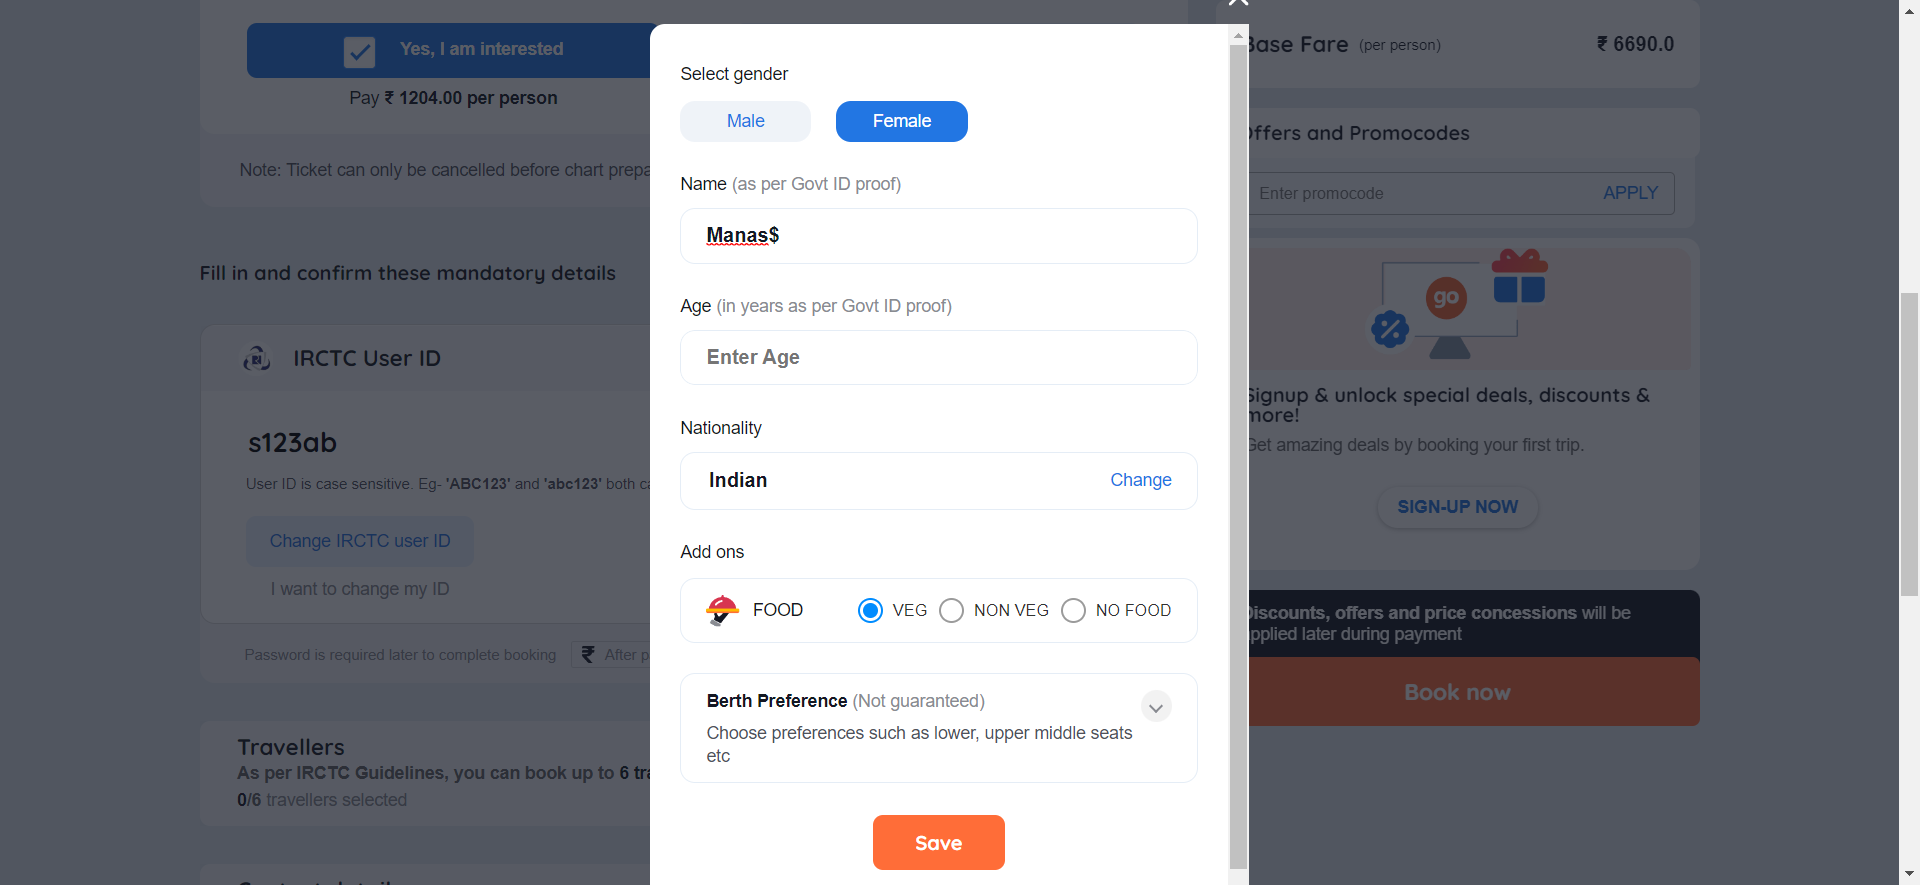 Yes, I am interested
Pay ₹ 1204.00 per person
Note: Ticket can only be cancelled before chart prepa
Fill in and confirm these mandatory details
IRCTC User ID
s123ab
User ID is case sensitive. Eg- 'ABC123' and 'abc123' both ca
Change IRCTC user ID
I want to change my ID
Password is required later to complete booking
₹ After p
Travellers
As per IRCTC Guidelines, you can book up to 6 tra
0/6 travellers selected
Select gender
Male
Female
Name (as per Govt ID proof)
Manas$
Age (in years as per Govt ID proof)
Enter Age
Nationality
Indian
Change
Add ons
FOOD
VEG
NON VEG
NO FOOD
Berth Preference (Not guaranteed)
Choose preferences such as lower, upper middle seats
etc
Save
Base Fare (per person)
₹ 6690.0
Offers and Promocodes
Enter promocode
APPLY
go
Signup & unlock special deals, discounts &
more!
Get amazing deals by booking your first trip.
SIGN-UP NOW
Discounts, offers and price concessions will be
applied later during payment
Book now